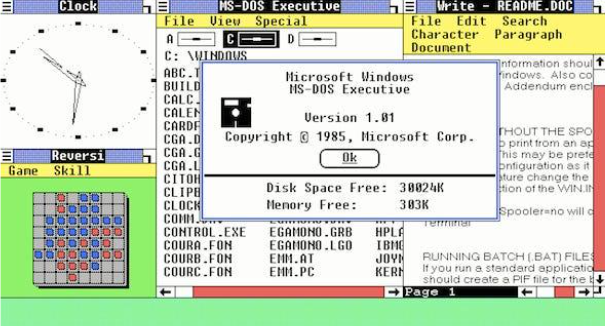 Clock
MS-DOS Executive
File View Special
A
C
D
C: \WINDOWS
ABC.T
BUILD
CALC.
CALEN
CARDF
CGA.D
CGA.G
CGA.L
CITOH
CLIPB
CLOCK
COMM.DRV
CONTROL.EXE EGAMONO.GRB HPLA
COURA.FON EGAMONO.LGO IBMG
COURB.FON EMM.AT JOYM
COURC.FON EMM.PC KERN
Microsoft Windows
MS-DOS Executive
Version 1.01
Copyright © 1985, Microsoft Corp.
Ok
Disk Space Free: 30024K
Memory Free: 303K
Write - README.DOC
File Edit Search
Character Paragraph
Document
nformation shoul
indows. Also co
Addendum encl
THOUT THE SPO
o print from an ap
This may be prefe
onfiguration as it
ature change the
ction of the WIN.IN
Spooler=no will c
Terminal
RUNNING BATCH (.BAT) FILES
If you run a standard applicatio
should create a PIF file for the b
Page 1
Reversi
Game Skill